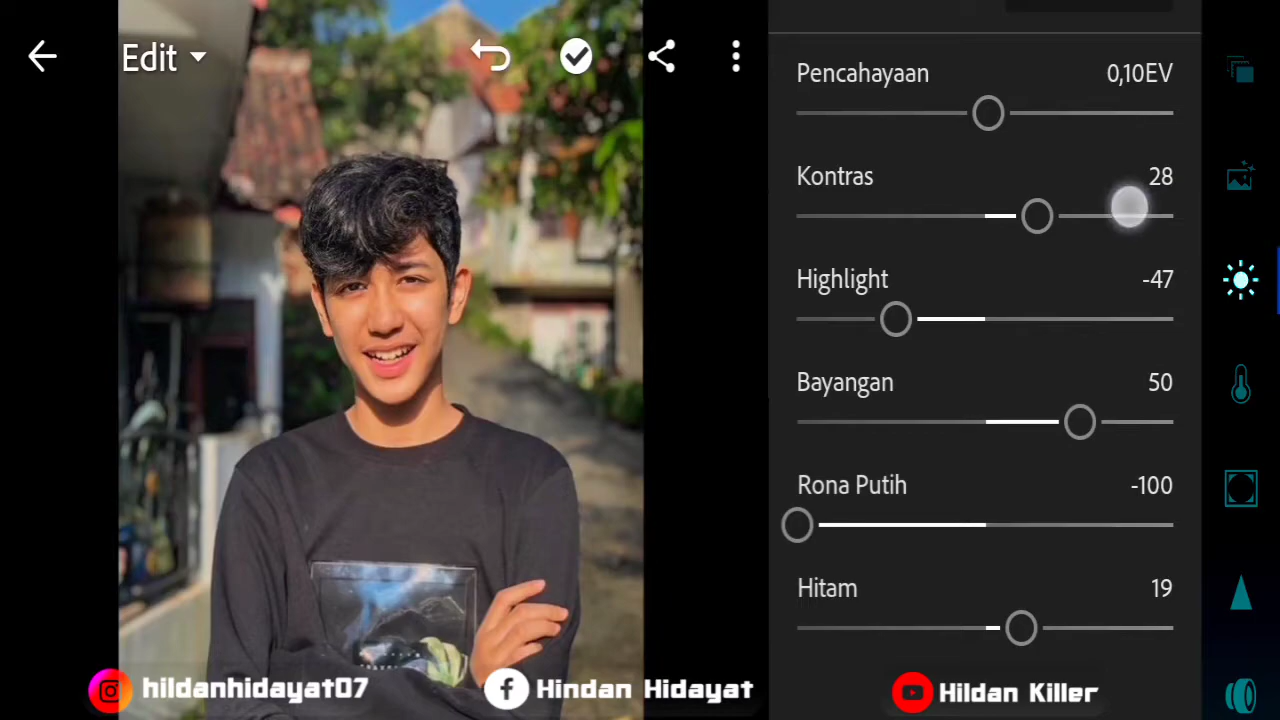 Edit
Pencahayaan 0,10EV
Kontras 28
Highlight -47
Bayangan 50
Rona Putih -100
Hitam 19
hildanhidayat07 Hindan Hidayat Hildan Killer